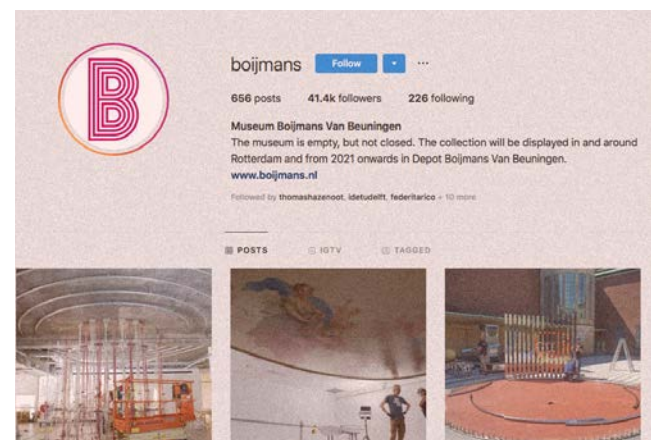 B
boijmans Follow
656 posts 41.4k followers 226 following
Museum Boijmans Van Beuningen
The museum is empty, but not closed. The collection will be displayed in and around
Rotterdam and from 2021 onwards in Depot Boijmans Van Beuningen.
www.boijmans.nl
Followed by thomashazenoot, idetudelft, federitarico + 10 more
POSTS IGTV TAGGED